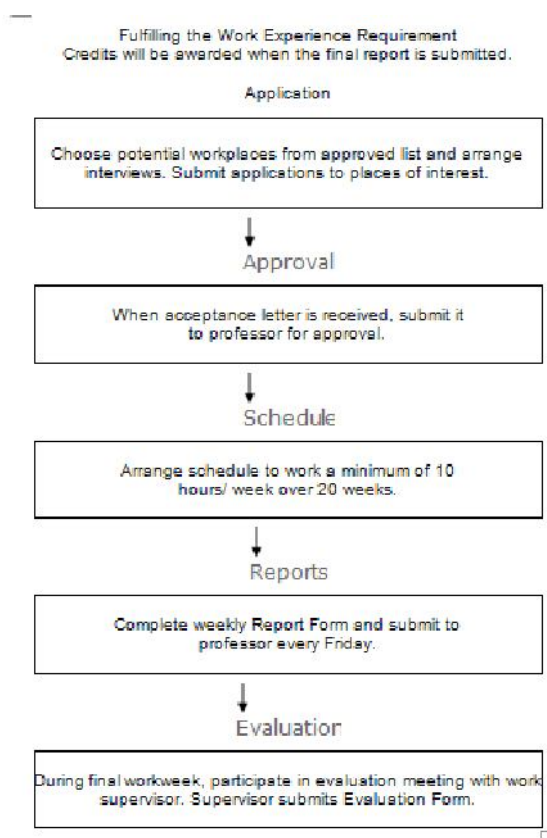 Fulfilling the Work Experience Requirement
Credits will be awarded when the final report is submitted.
Application
Choose potential workplaces from approved list and arrange
interviews. Submit applications to places of interest.
Approval
When acceptance letter is received, submit it
to professor for approval.
Schedule
Arrange schedule to work a minimum of 10
hours/ week over 20 weeks.
Reports
Complete weekly Report Form and submit to
professor every Friday.
Evaluation
During final workweek, participate in evaluation meeting with work
supervisor. Supervisor submits Evaluation Form.